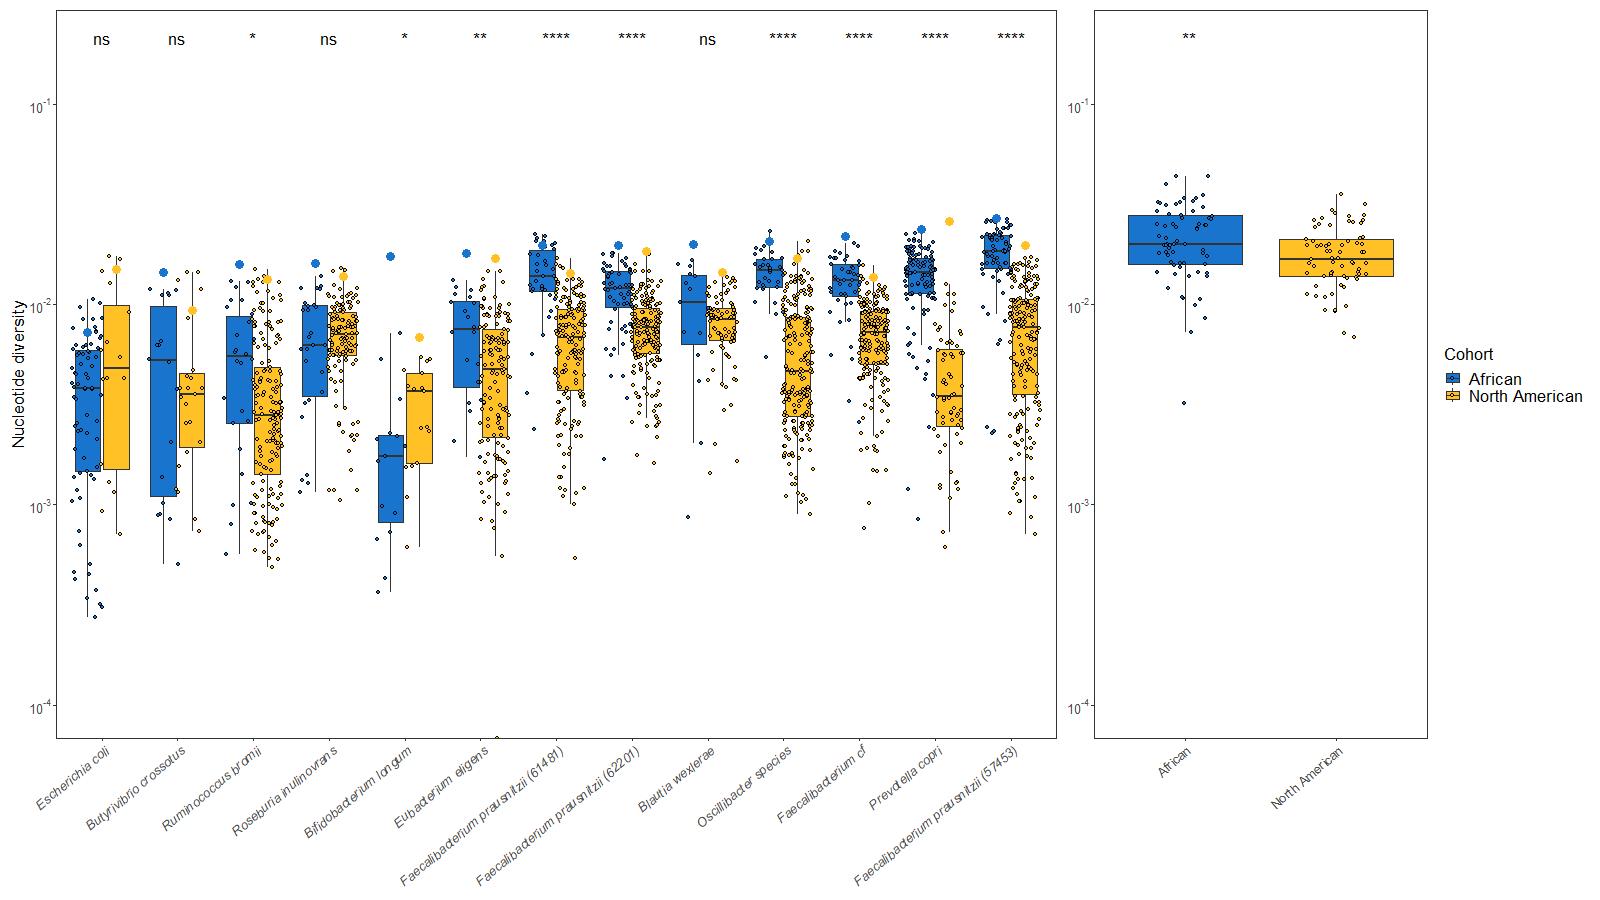 ns ns * ns * ** **** **** ns **** **** **** ****
**
Nucleotide diversity
10-1
10-2
10-3
10-4
10-1
10-2
10-3
10-4
Escherichia coli
Butyrivibrio crossotus
Ruminococcus bromii
Roseburia inulinovrans
Bifidobacterium longum
Eubacterium eligens
Faecalibacterium prausnitzii (61481)
Faecalibacterium prausnitzii (62201)
Blautia wexlerae
Oscillibacter species
Faecalibacterium cf
Prevotella copri
Faecalibacterium prausnitzii (57453)
African
North American
Cohort
African
North American